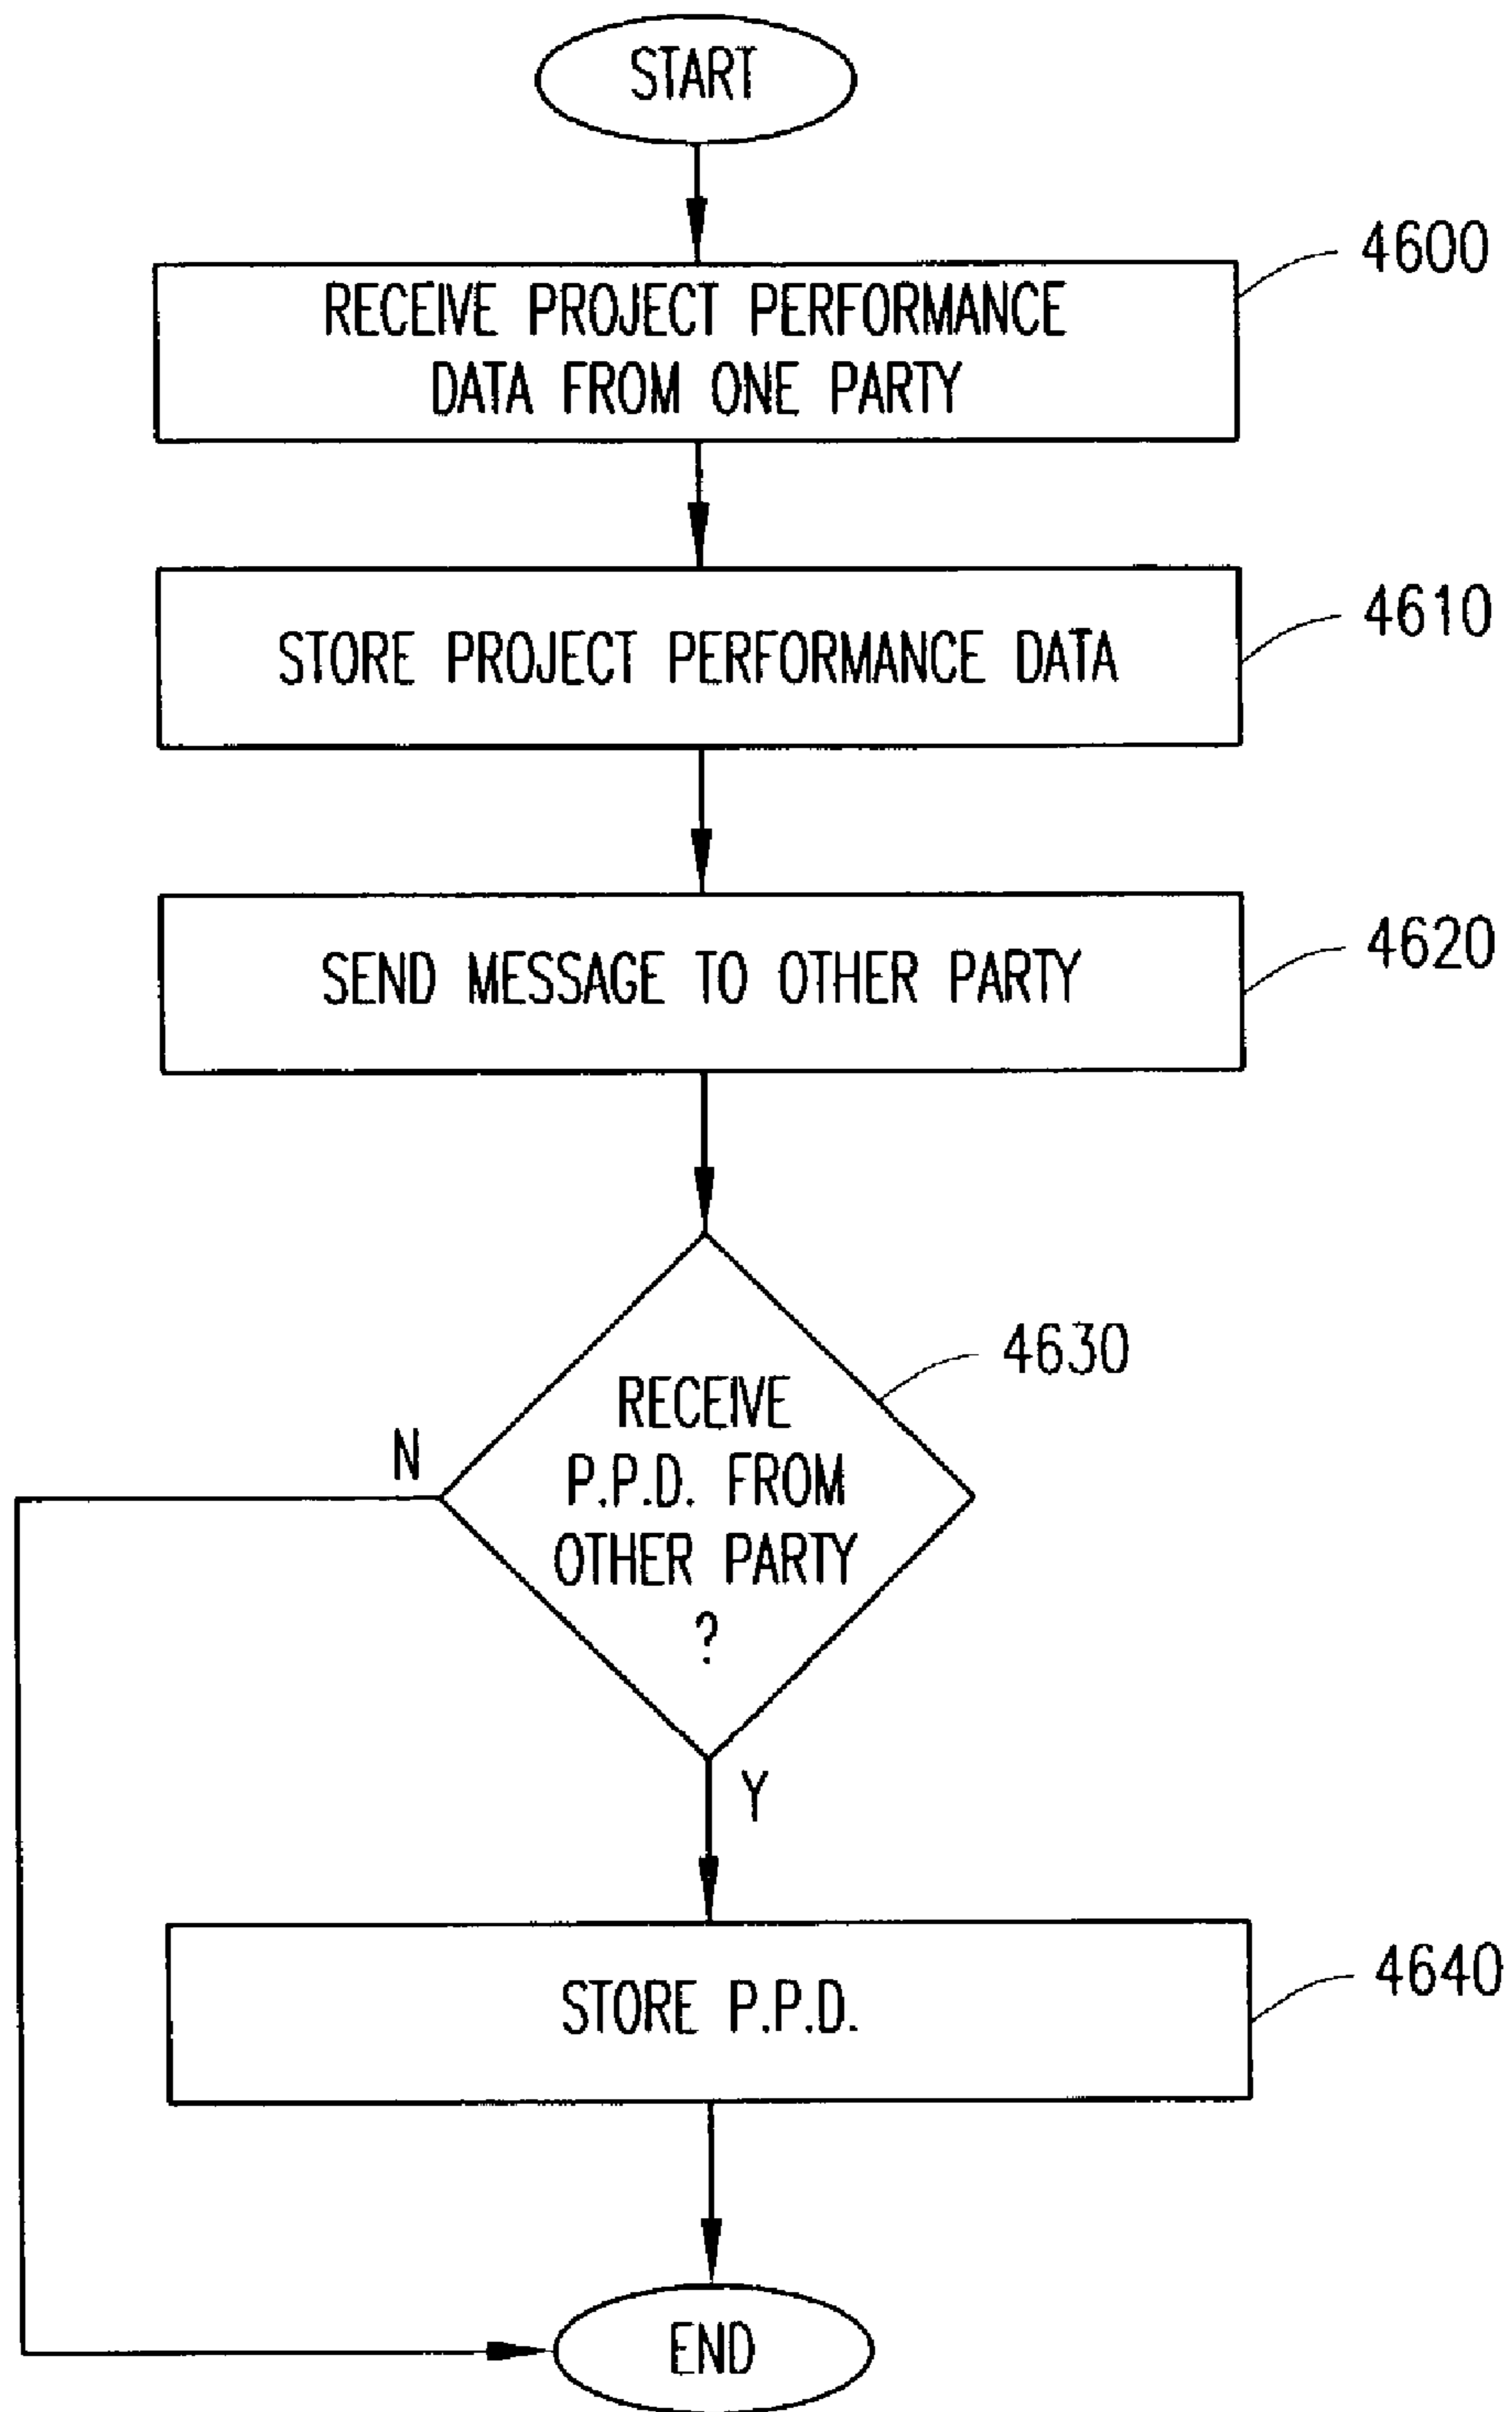 START
RECEIVE PROJECT PERFORMANCE
DATA FROM ONE PARTY
4600
STORE PROJECT PERFORMANCE DATA
4610
SEND MESSAGE TO OTHER PARTY
4620
RECEIVE
P.P.D. FROM
OTHER PARTY
?
4630
N
Y
STORE P.P.D.
4640
END